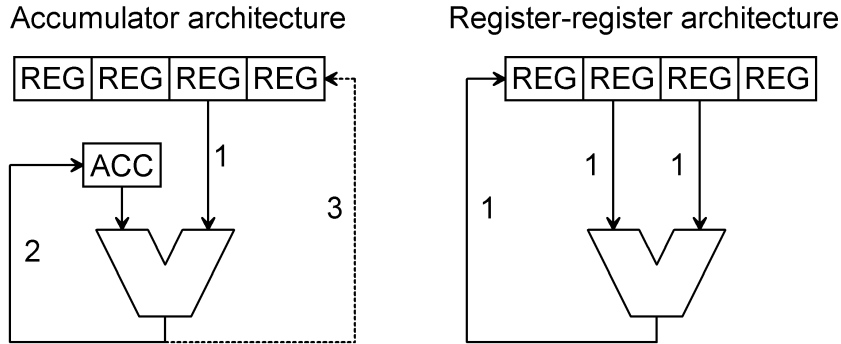 Accumulator architecture
REG REG REG REG
ACC
1
2
3
Register-register architecture
REG REG REG REG
1
1
1